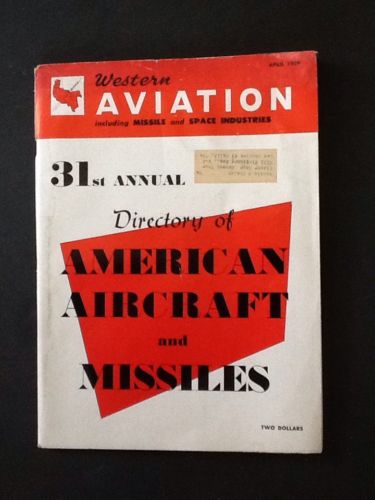 Western
APRIL 1959
AVIATION
including MISSILE and SPACE INDUSTRIES
31st ANNUAL
Directory of
AMERICAN
AIRCRAFT
and
MISSILES
TWO DOLLARS